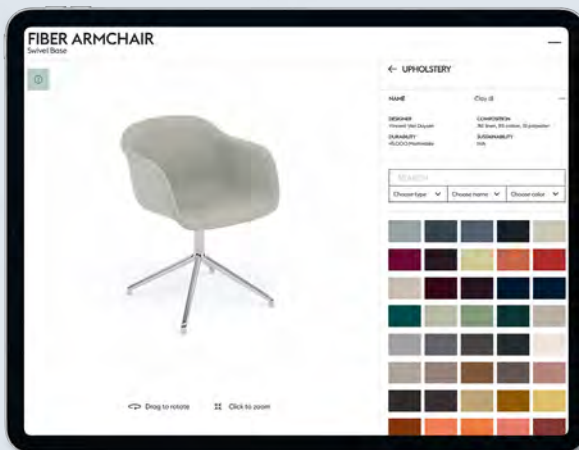 FIBER ARMCHAIR
Swivel Base
← UPHOLSTERY
NAME
DESIGNER COMPOSITION
DURABILITY SUSTAINABILITY
N/A
SEARCH
Choose type Choose name Choose color
Drag to rotate Click to zoom